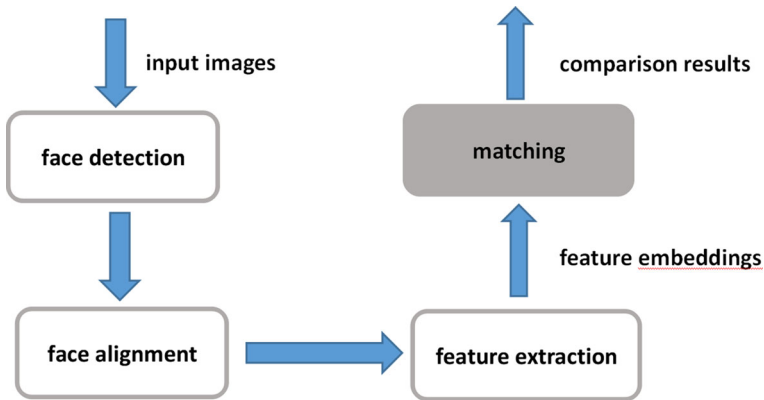 input images
face detection
face alignment
feature extraction
feature embeddings
matching
comparison results